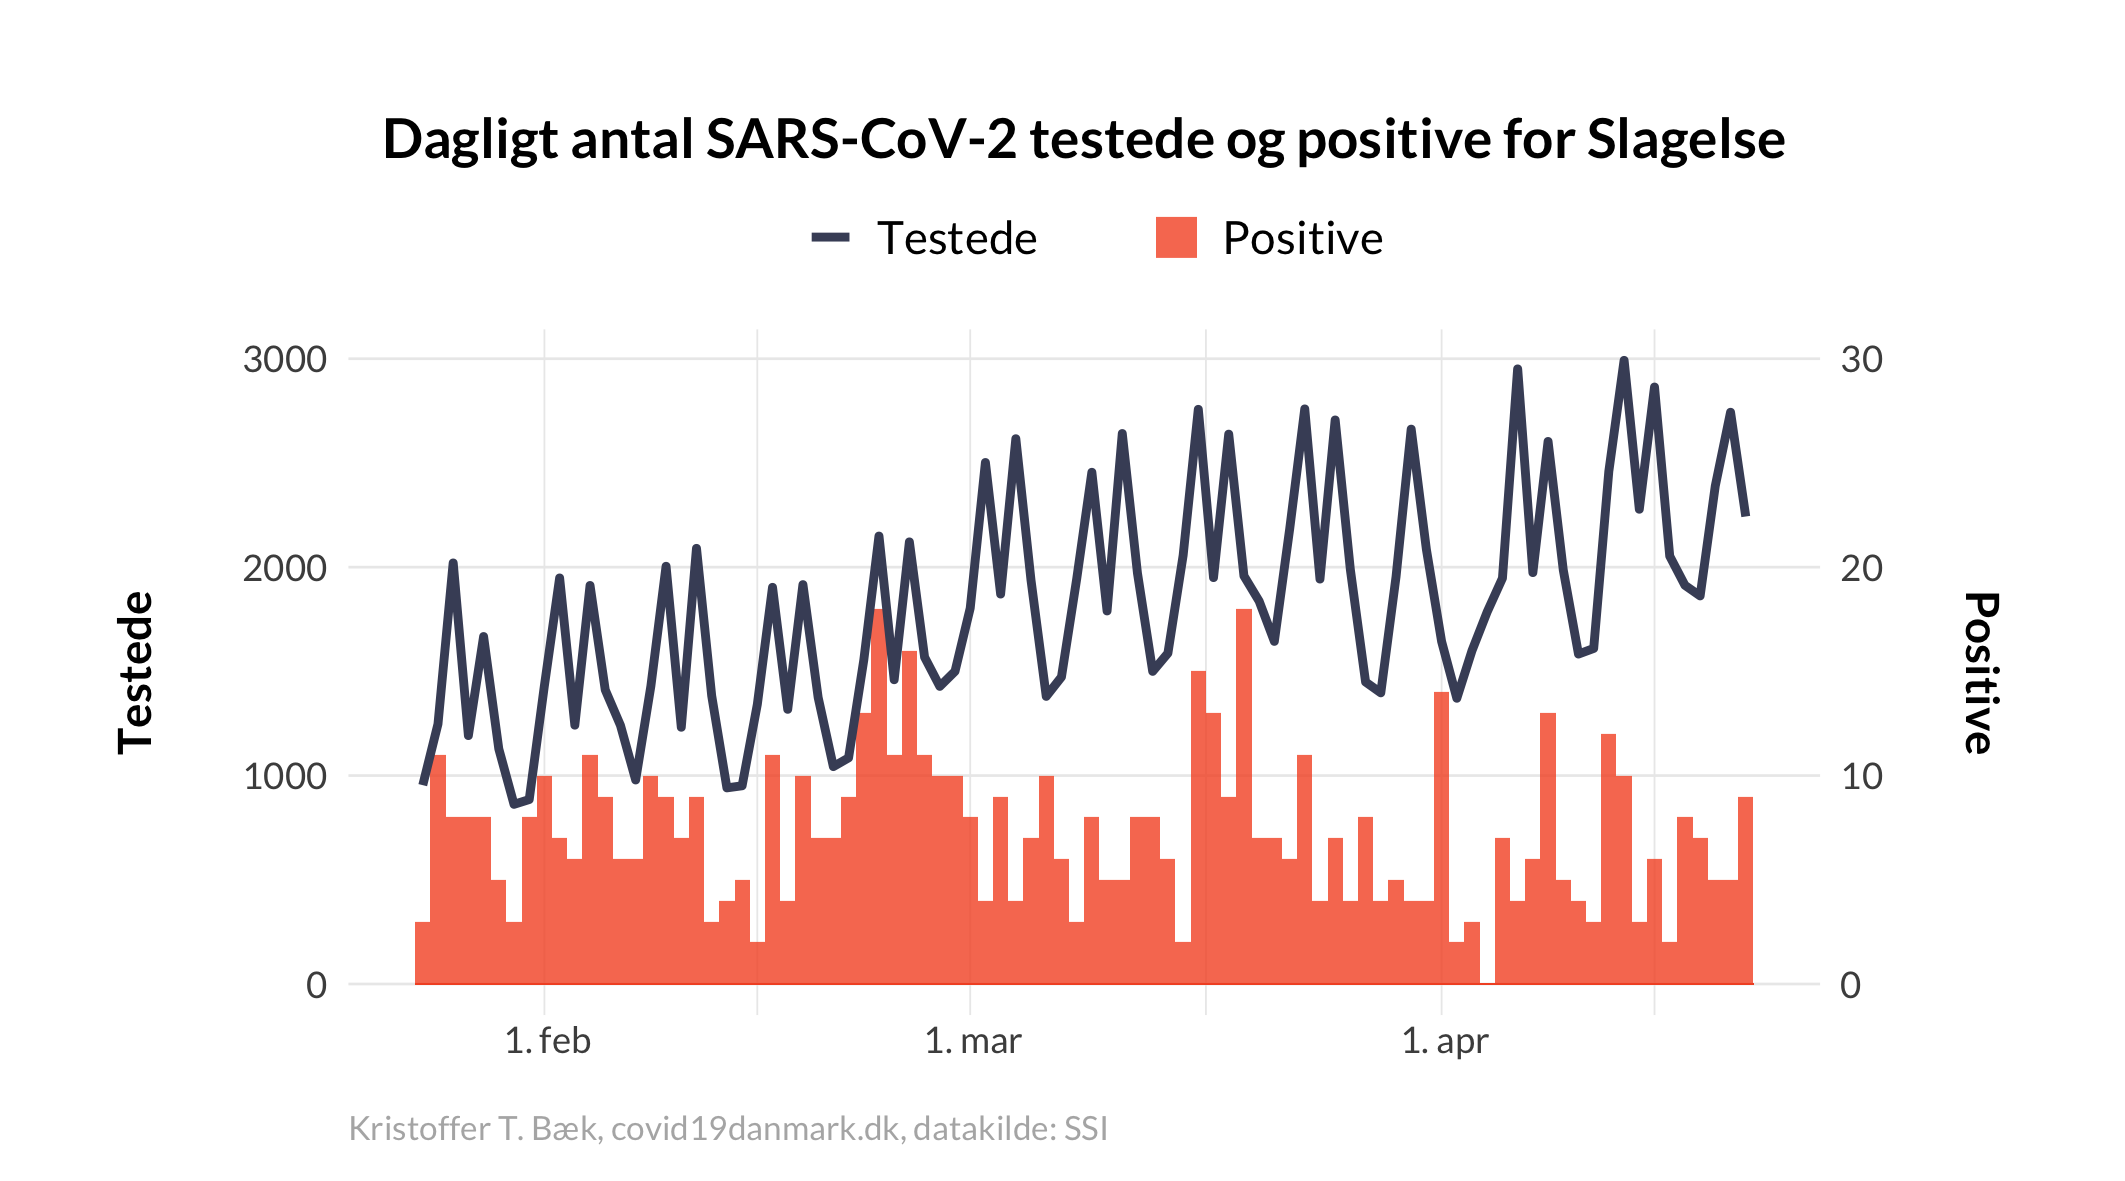 Dagligt antal SARS-CoV-2 testede og positive for Slagelse
Testede
Positive
3000
2000
1000
0
30
20
10
0
Testede
Positive
1. feb
1. mar
1. apr
Kristoffer T. Bæk, covid19danmark.dk, datakilde: SSI